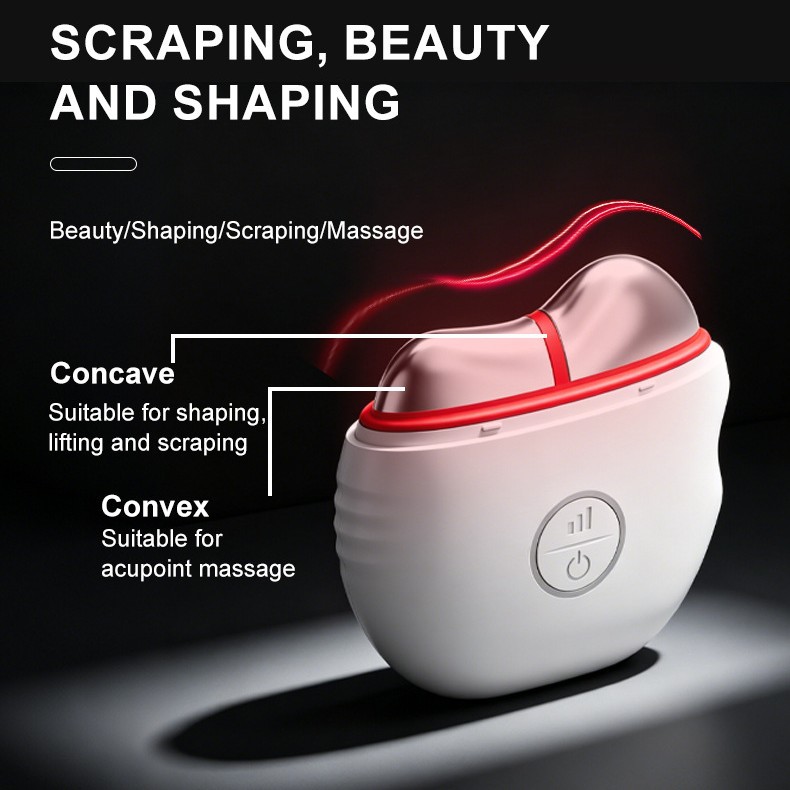 SCRAPING, BEAUTY
AND SHAPING
Beauty/Shaping/Scraping/Massage
Concave
Suitable for shaping,
lifting and scraping
Convex
Suitable for
acupoint massage